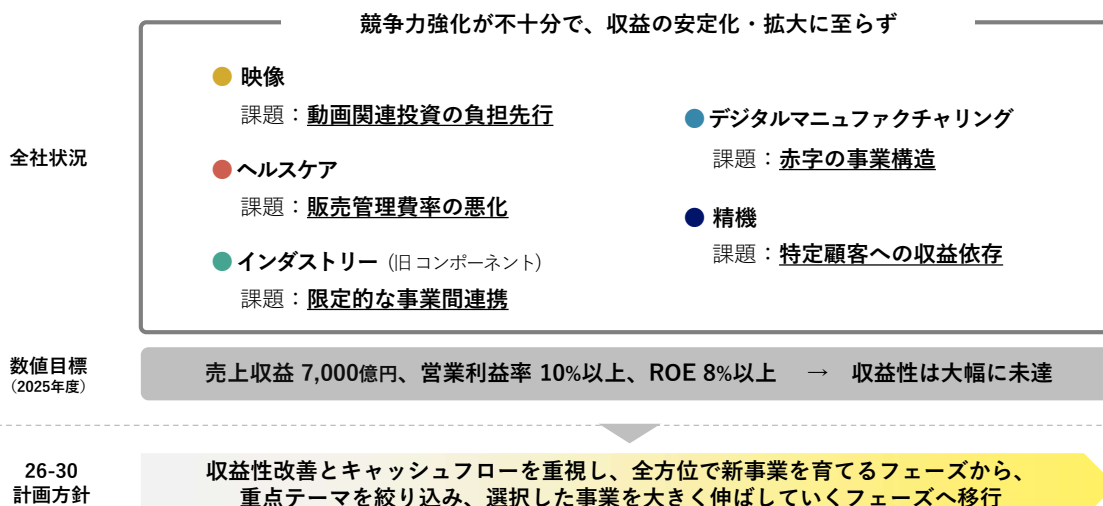 競争力強化が不十分で、収益の安定化・拡大に至らず
全社状況
映像
課題：動画関連投資の負担先行
ヘルスケア
課題：販売管理費率の悪化
インダストリー（旧コンポーネント）
課題：限定的な事業間連携
デジタルマニュファクチャリング
課題：赤字の事業構造
精機
課題：特定顧客への収益依存
数値目標
（2025年度）
売上収益 7,000億円、営業利益率 10%以上、ROE 8%以上 → 収益性は大幅に未達
26-30
計画方針
収益性改善とキャッシュフローを重視し、全方位で新事業を育てるフェーズから、
重点テーマを絞り込み、選択した事業を大きく伸ばしていくフェーズへ移行